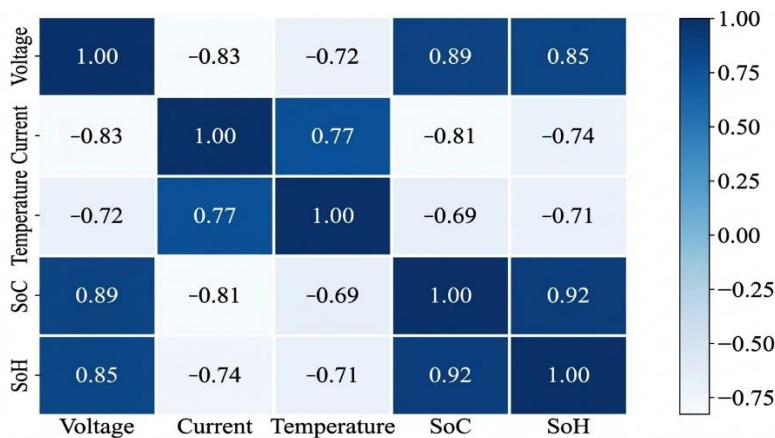 Voltage 1.00 −0.83 −0.72 0.89 0.85
Current −0.83 1.00 0.77 −0.81 −0.74
Temperature −0.72 0.77 1.00 −0.69 −0.71
SoC 0.89 −0.81 −0.69 1.00 0.92
SoH 0.85 −0.74 −0.71 0.92 1.00
Voltage Current Temperature SoC SoH
1.00
0.75
0.50
0.25
0.00
−0.25
−0.50
−0.75